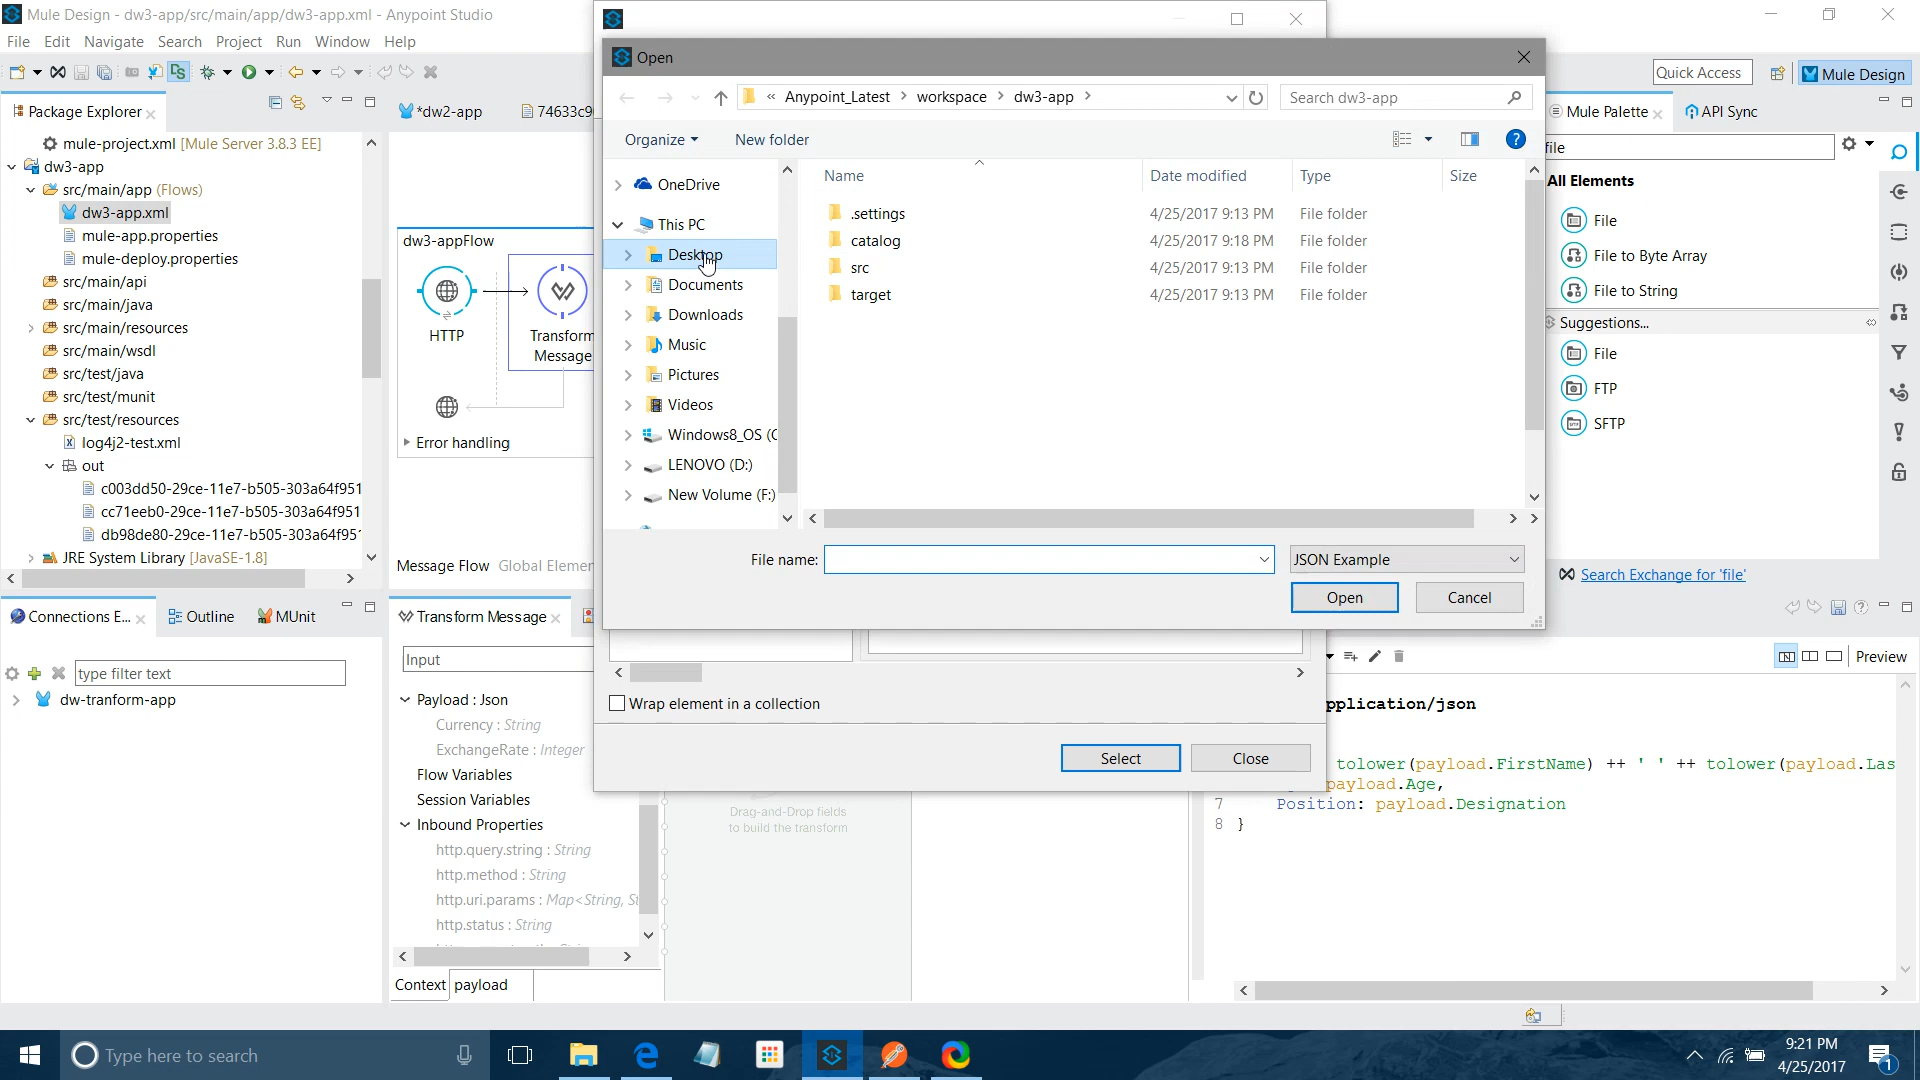 Mule Design - dw3-app/src/main/app/dw3-app.xml - Anypoint Studio
File Edit Navigate Search Project Run Window Help
Quick Access
Mule Design
Package Explorer
mule-project.xml [Mule Server 3.8.3 EE]
dw3-app
src/main/app (Flows)
dw3-app.xml
mule-app.properties
mule-deploy.properties
src/main/api
src/main/java
src/main/resources
src/main/wsdl
src/test/java
src/test/munit
src/test/resources
log4j2-test.xml
out
c003dd50-29ce-11e7-b505-303a64f951
cc71eeb0-29ce-11e7-b505-303a64f951
db98de80-29ce-11e7-b505-303a64f95
JRE System Library [JavaSE-1.8]
*dw2-app
74633c9
dw3-appFlow
HTTP
Transform
Message
Error handling
Message Flow Global Elemen
Open
« Anypoint_Latest > workspace > dw3-app >
Search dw3-app
Organize
New folder
OneDrive
This PC
Desktop
Documents
Downloads
Music
Pictures
Videos
Windows8_OS (C
LENOVO (D:)
New Volume (F:)
Name Date modified Type Size
.settings 4/25/2017 9:13 PM File folder
catalog 4/25/2017 9:18 PM File folder
src 4/25/2017 9:13 PM File folder
target 4/25/2017 9:13 PM File folder
File name:
JSON Example
Open
Cancel
Wrap element in a collection
Select
Close
Mule Palette
API Sync
file
All Elements
File
File to Byte Array
File to String
Suggestions...
File
FTP
SFTP
Search Exchange for 'file'
Connections E...
Outline
MUnit
type filter text
dw-tranform-app
Transform Message
Input
Payload : Json
Currency : String
ExchangeRate : Integer
Flow Variables
Session Variables
Inbound Properties
http.query.string : String
http.method : String
http.uri.params : Map<String, St
http.status : String
Context
payload
Drag-and-Drop fields
to build the transform
Preview
pplication/json
tolower(payload.FirstName) ++ ' ' ++ tolower(payload.Las
payload.Age,
7 Position: payload.Designation
8 }
Type here to search
9:21 PM
4/25/2017
1